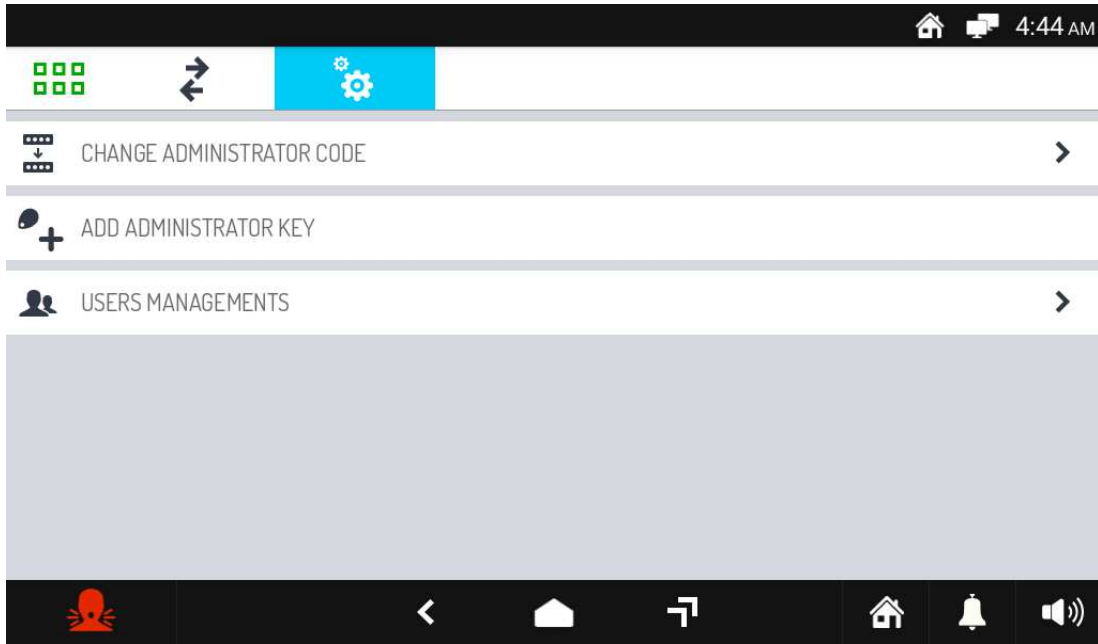 4:44 AM
CHANGE ADMINISTRATOR CODE
ADD ADMINISTRATOR KEY
USERS MANAGEMENTS